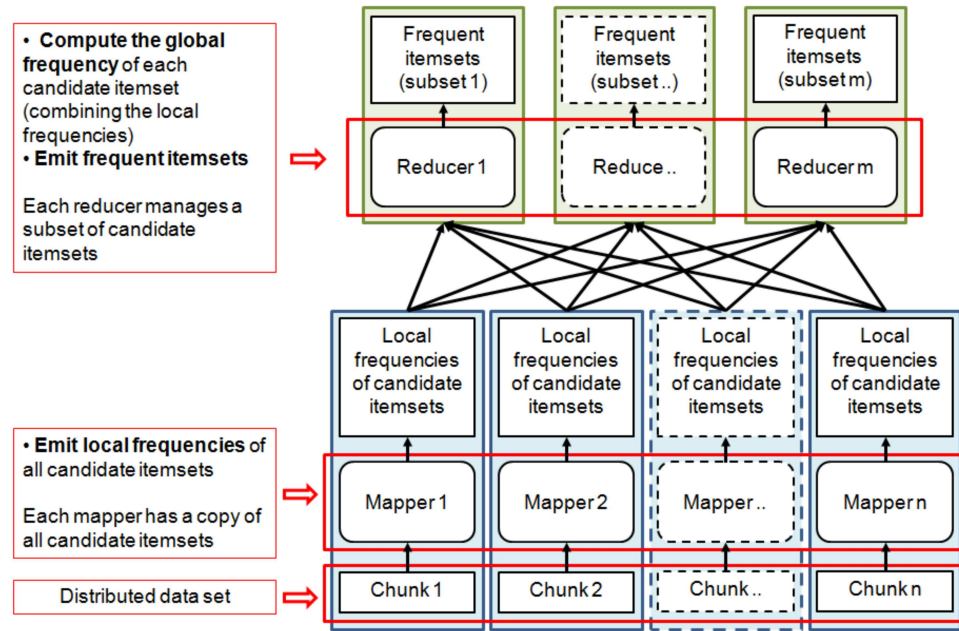 • Compute the global
frequency of each
candidate itemset
(combining the local
frequencies)
• Emit frequent itemsets
Each reducer manages a
subset of candidate
itemsets
Frequent
itemsets
(subset 1)
Frequent
itemsets
(subset ..)
Frequent
itemsets
(subset m)
Reducer 1
Reduce ..
Reducer m
Local
frequencies
of candidate
itemsets
Local
frequencies
of candidate
itemsets
Local
frequencies
of candidate
itemsets
Local
frequencies
of candidate
itemsets
• Emit local frequencies of
all candidate itemsets
Each mapper has a copy of
all candidate itemsets
Mapper 1
Mapper 2
Mapper ..
Mapper n
Distributed data set
Chunk 1
Chunk 2
Chunk ..
Chunk n